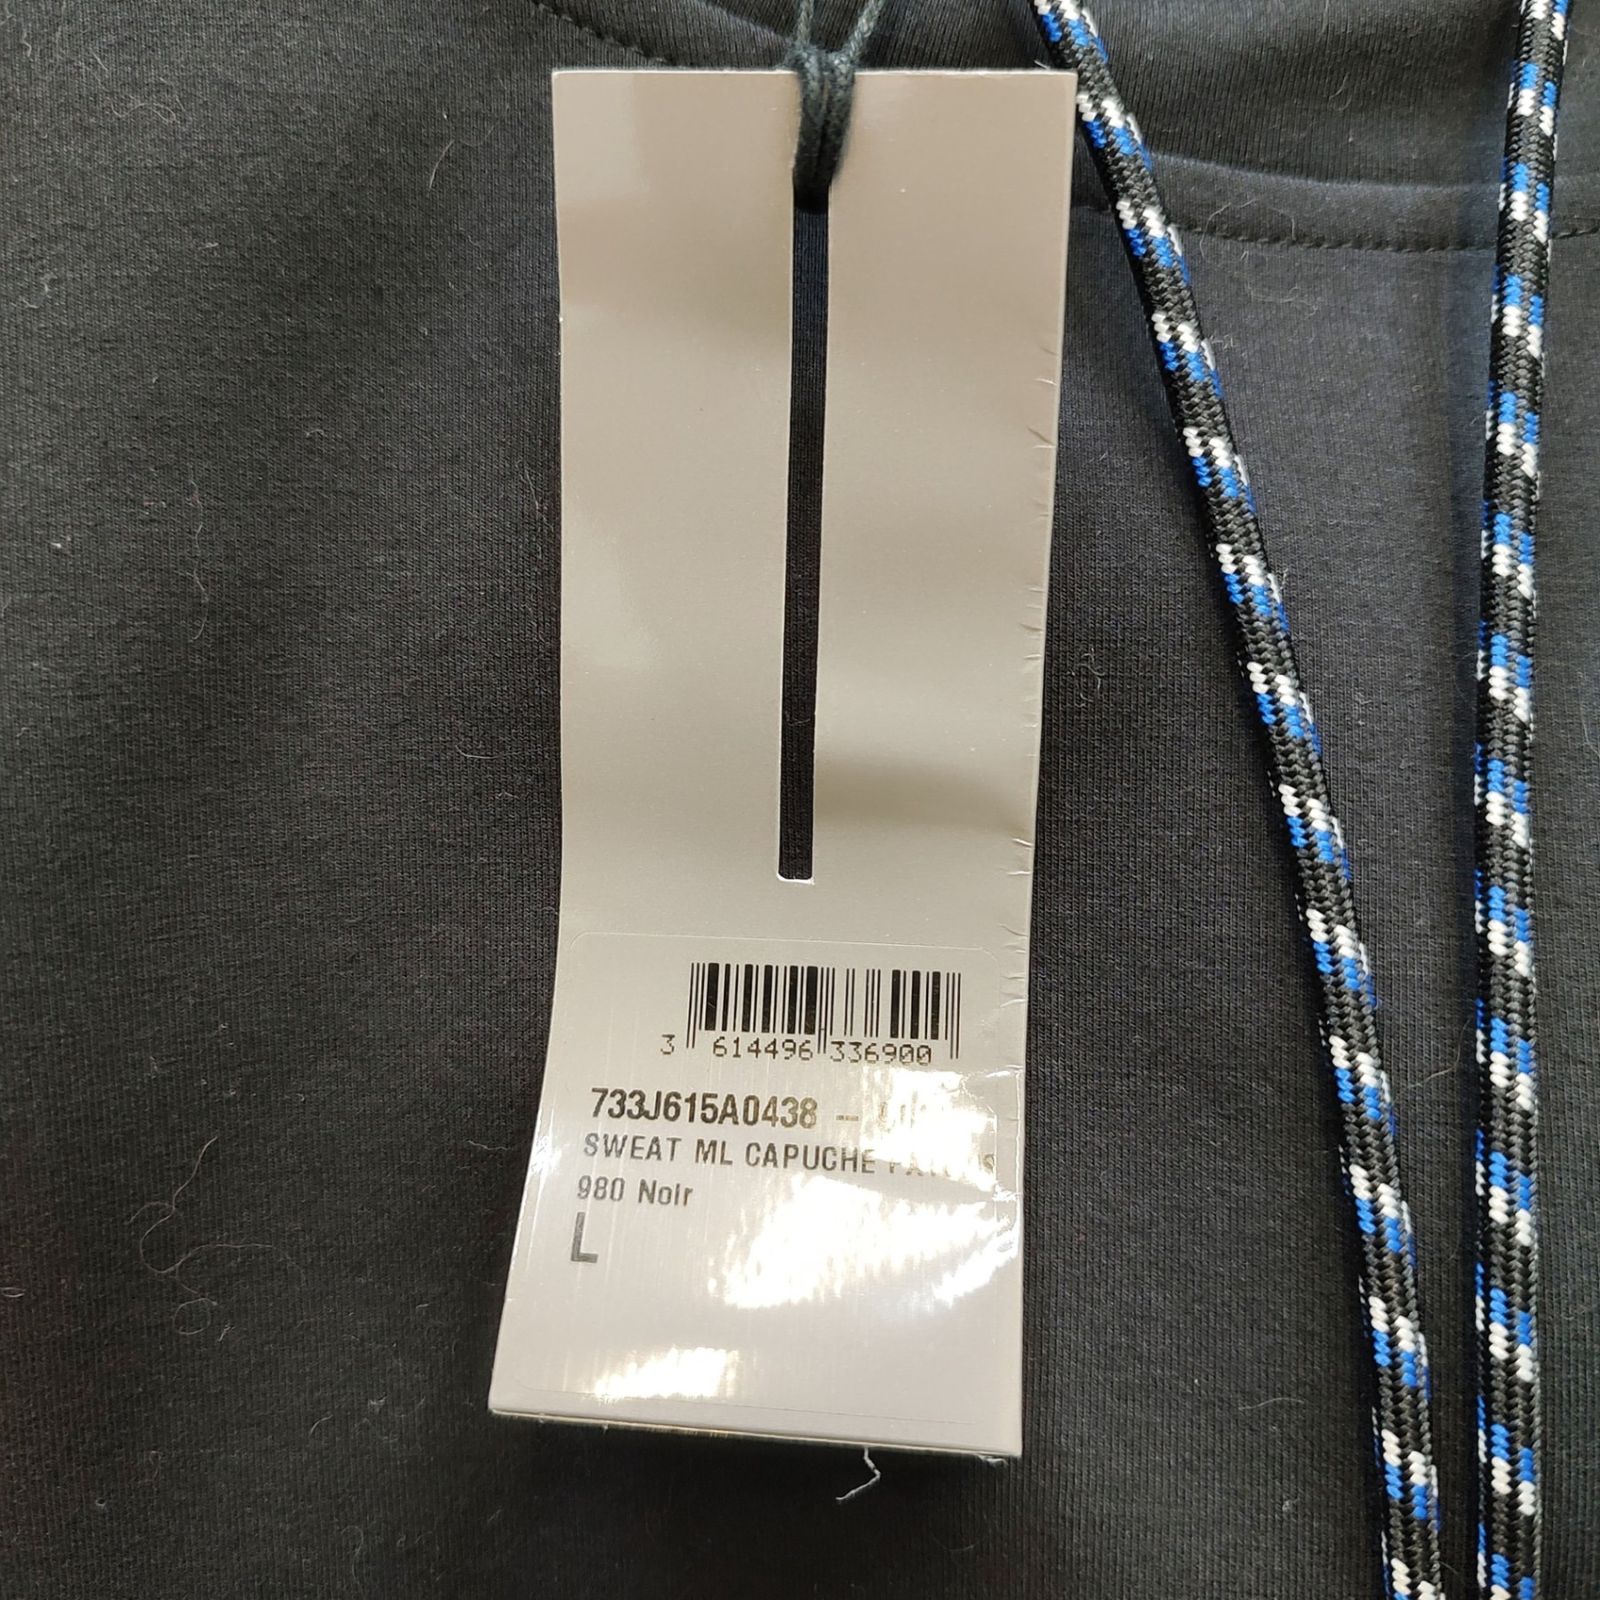 3 614496 336900
733J615A0438 –
SWEAT ML CAPUCHE
980 Noir
L